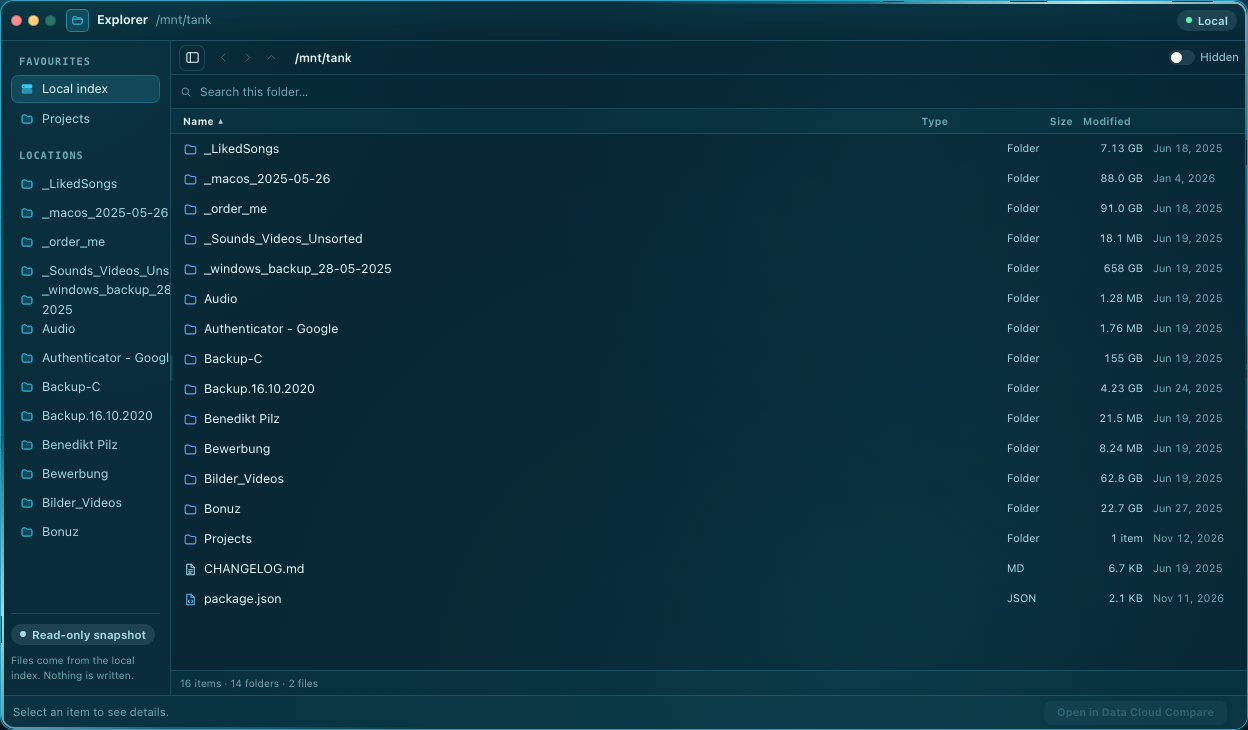 Explorer /mnt/tank
Local
FAVOURITES
Local index
Projects
LOCATIONS
_LikedSongs
_macos_2025-05-26
_order_me
_Sounds_Videos_Uns
_windows_backup_28
2025
Audio
Authenticator - Googl
Backup-C
Backup.16.10.2020
Benedikt Pilz
Bewerbung
Bilder_Videos
Bonuz
Read-only snapshot
Files come from the local
index. Nothing is written.
/mnt/tank
Hidden
Search this folder...
Name ▲ Type Size Modified
_LikedSongs Folder 7.13 GB Jun 18, 2025
_macos_2025-05-26 Folder 88.0 GB Jan 4, 2026
_order_me Folder 91.0 GB Jun 18, 2025
_Sounds_Videos_Unsorted Folder 18.1 MB Jun 19, 2025
_windows_backup_28-05-2025 Folder 658 GB Jun 19, 2025
Audio Folder 1.28 MB Jun 19, 2025
Authenticator - Google Folder 1.76 MB Jun 19, 2025
Backup-C Folder 155 GB Jun 19, 2025
Backup.16.10.2020 Folder 4.23 GB Jun 24, 2025
Benedikt Pilz Folder 21.5 MB Jun 19, 2025
Bewerbung Folder 8.24 MB Jun 19, 2025
Bilder_Videos Folder 62.8 GB Jun 19, 2025
Bonuz Folder 22.7 GB Jun 27, 2025
Projects Folder 1 item Nov 12, 2026
CHANGELOG.md MD 6.7 KB Jun 19, 2025
package.json JSON 2.1 KB Nov 11, 2026
16 items · 14 folders · 2 files
Select an item to see details.
Open in Data Cloud Compare